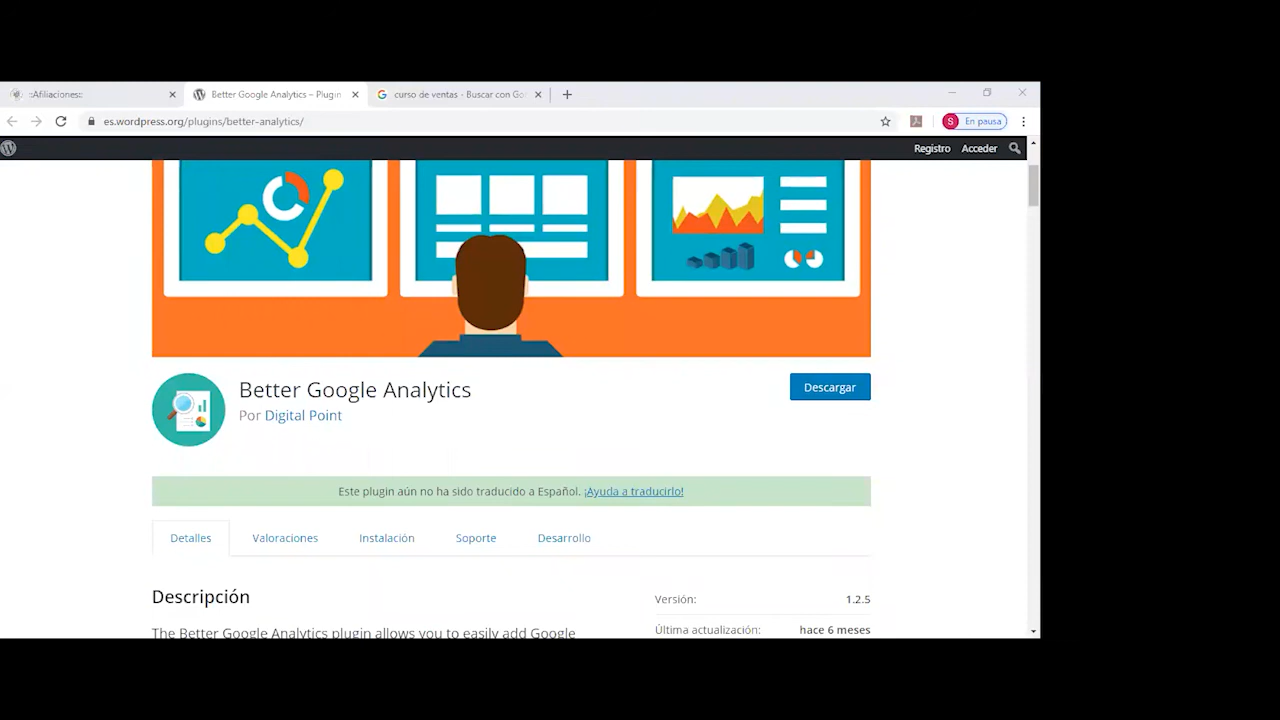 ::Afiliaciones::
Better Google Analytics – Plugin
curso de ventas - Buscar con Goo
es.wordpress.org/plugins/better-analytics/
S
En pausa
Registro
Acceder
Better Google Analytics
Descargar
Por Digital Point
Este plugin aún no ha sido traducido a Español. ¡Ayuda a traducirlo!
Detalles
Valoraciones
Instalación
Soporte
Desarrollo
Descripción
Versión: 1.2.5
The Better Google Analytics plugin allows you to easily add Google
Última actualización: hace 6 meses